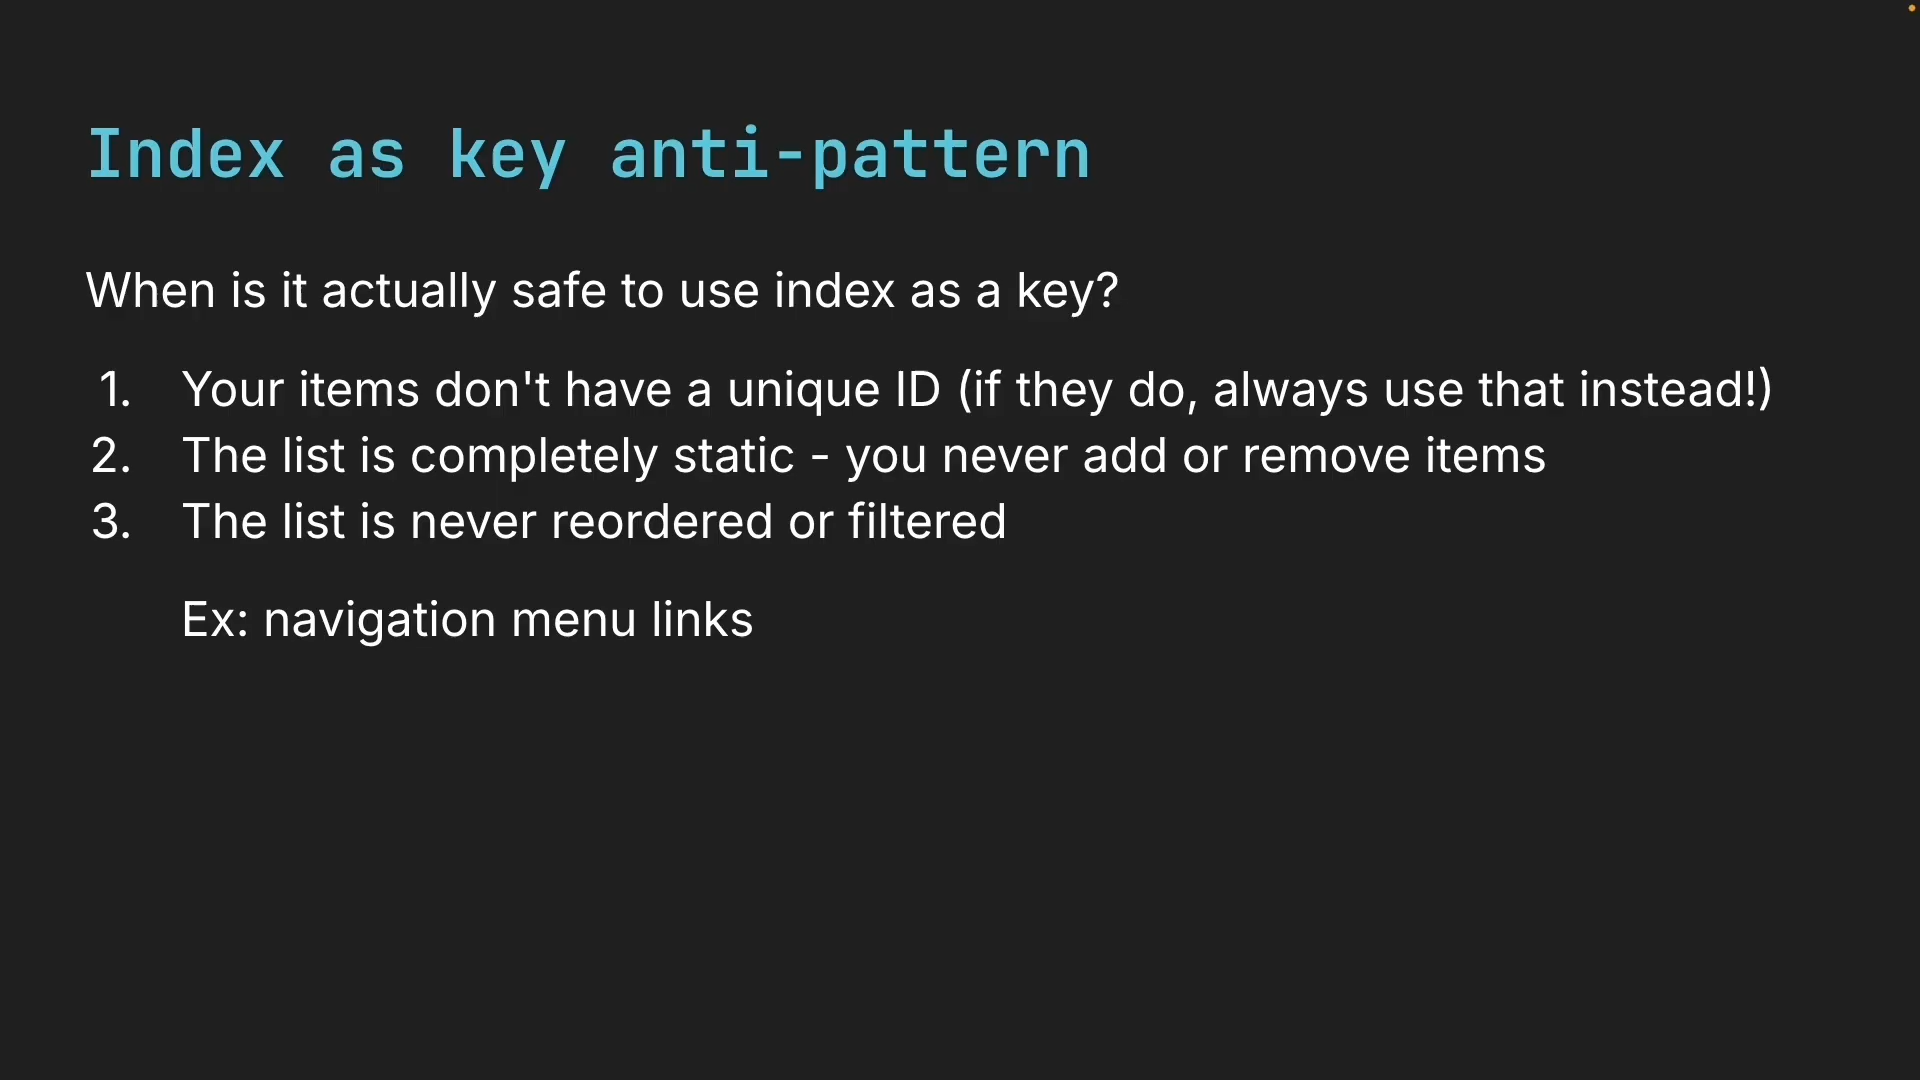 Index as key anti-pattern
When is it actually safe to use index as a key?
1. Your items don't have a unique ID (if they do, always use that instead!)
2. The list is completely static - you never add or remove items
3. The list is never reordered or filtered
Ex: navigation menu links